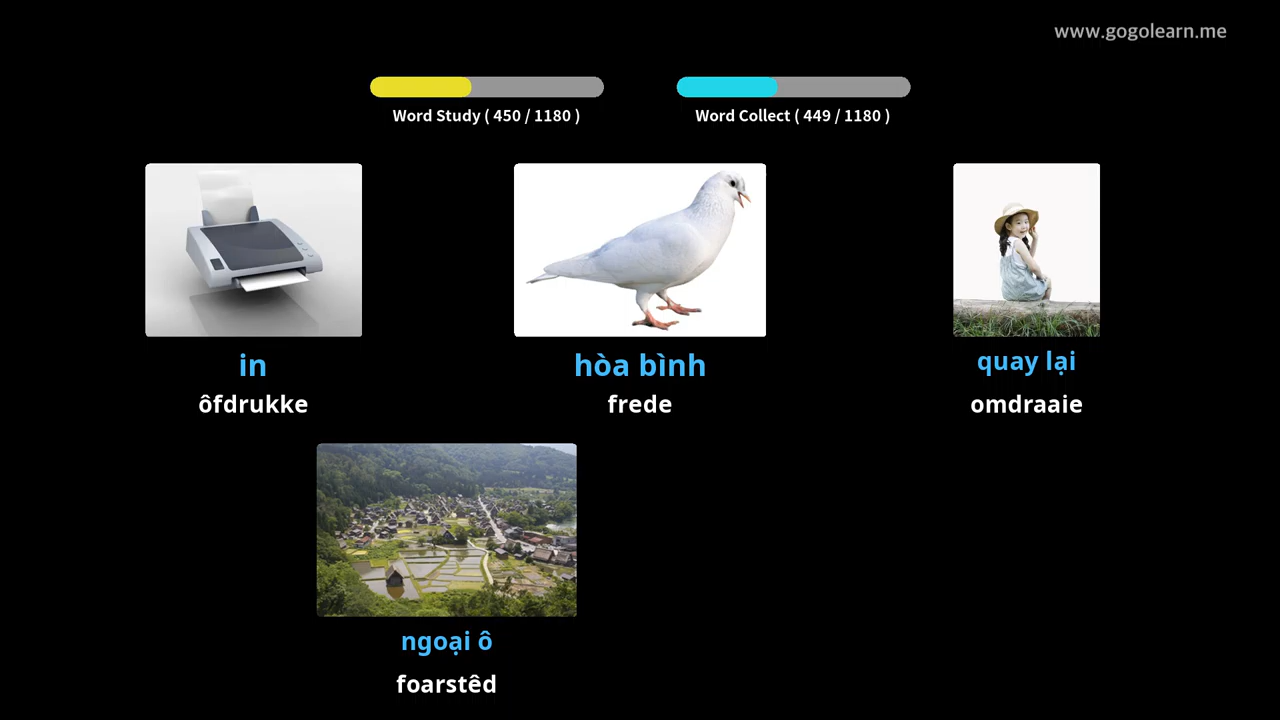 www.gogolearn.me
Word Study ( 450 / 1180 )
Word Collect ( 449 / 1180 )
in
ôfdrukke
hòa bình
frede
quay lại
omdraaie
ngoại ô
foarstêd